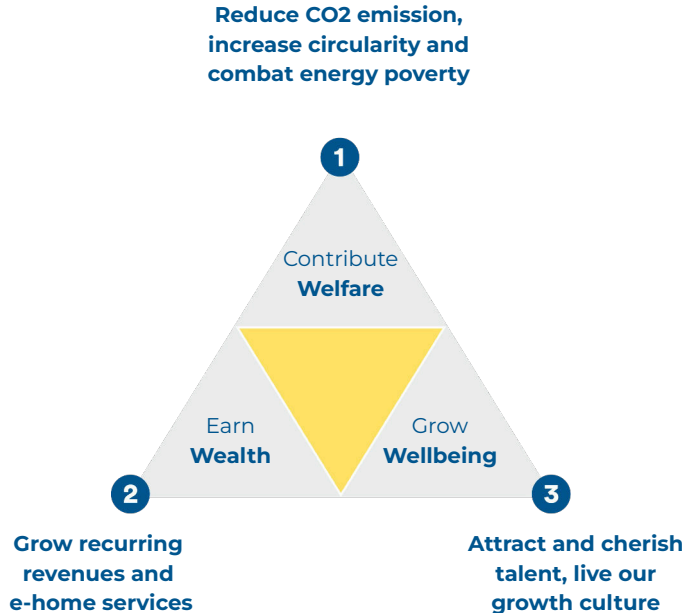 Reduce CO2 emission,
increase circularity and
combat energy poverty
1
Contribute
Welfare
Earn
Wealth
Grow
Wellbeing
2
3
Grow recurring
revenues and
e-home services
Attract and cherish
talent, live our
growth culture